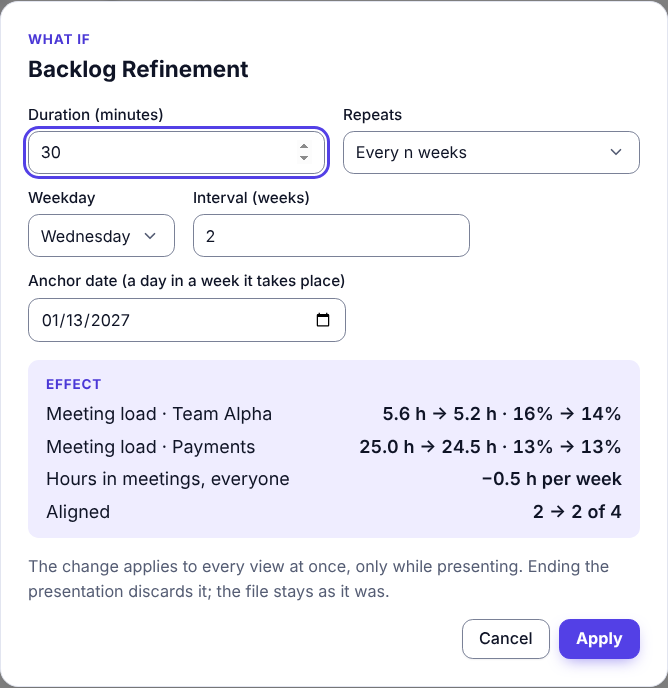 WHAT IF
Backlog Refinement
Duration (minutes)
Repeats
30
Every n weeks
Weekday
Interval (weeks)
Wednesday
2
Anchor date (a day in a week it takes place)
01/13/2027
EFFECT
Meeting load · Team Alpha 5.6 h → 5.2 h · 16% → 14%
Meeting load · Payments 25.0 h → 24.5 h · 13% → 13%
Hours in meetings, everyone −0.5 h per week
Aligned 2 → 2 of 4
The change applies to every view at once, only while presenting. Ending the
presentation discards it; the file stays as it was.
Cancel
Apply